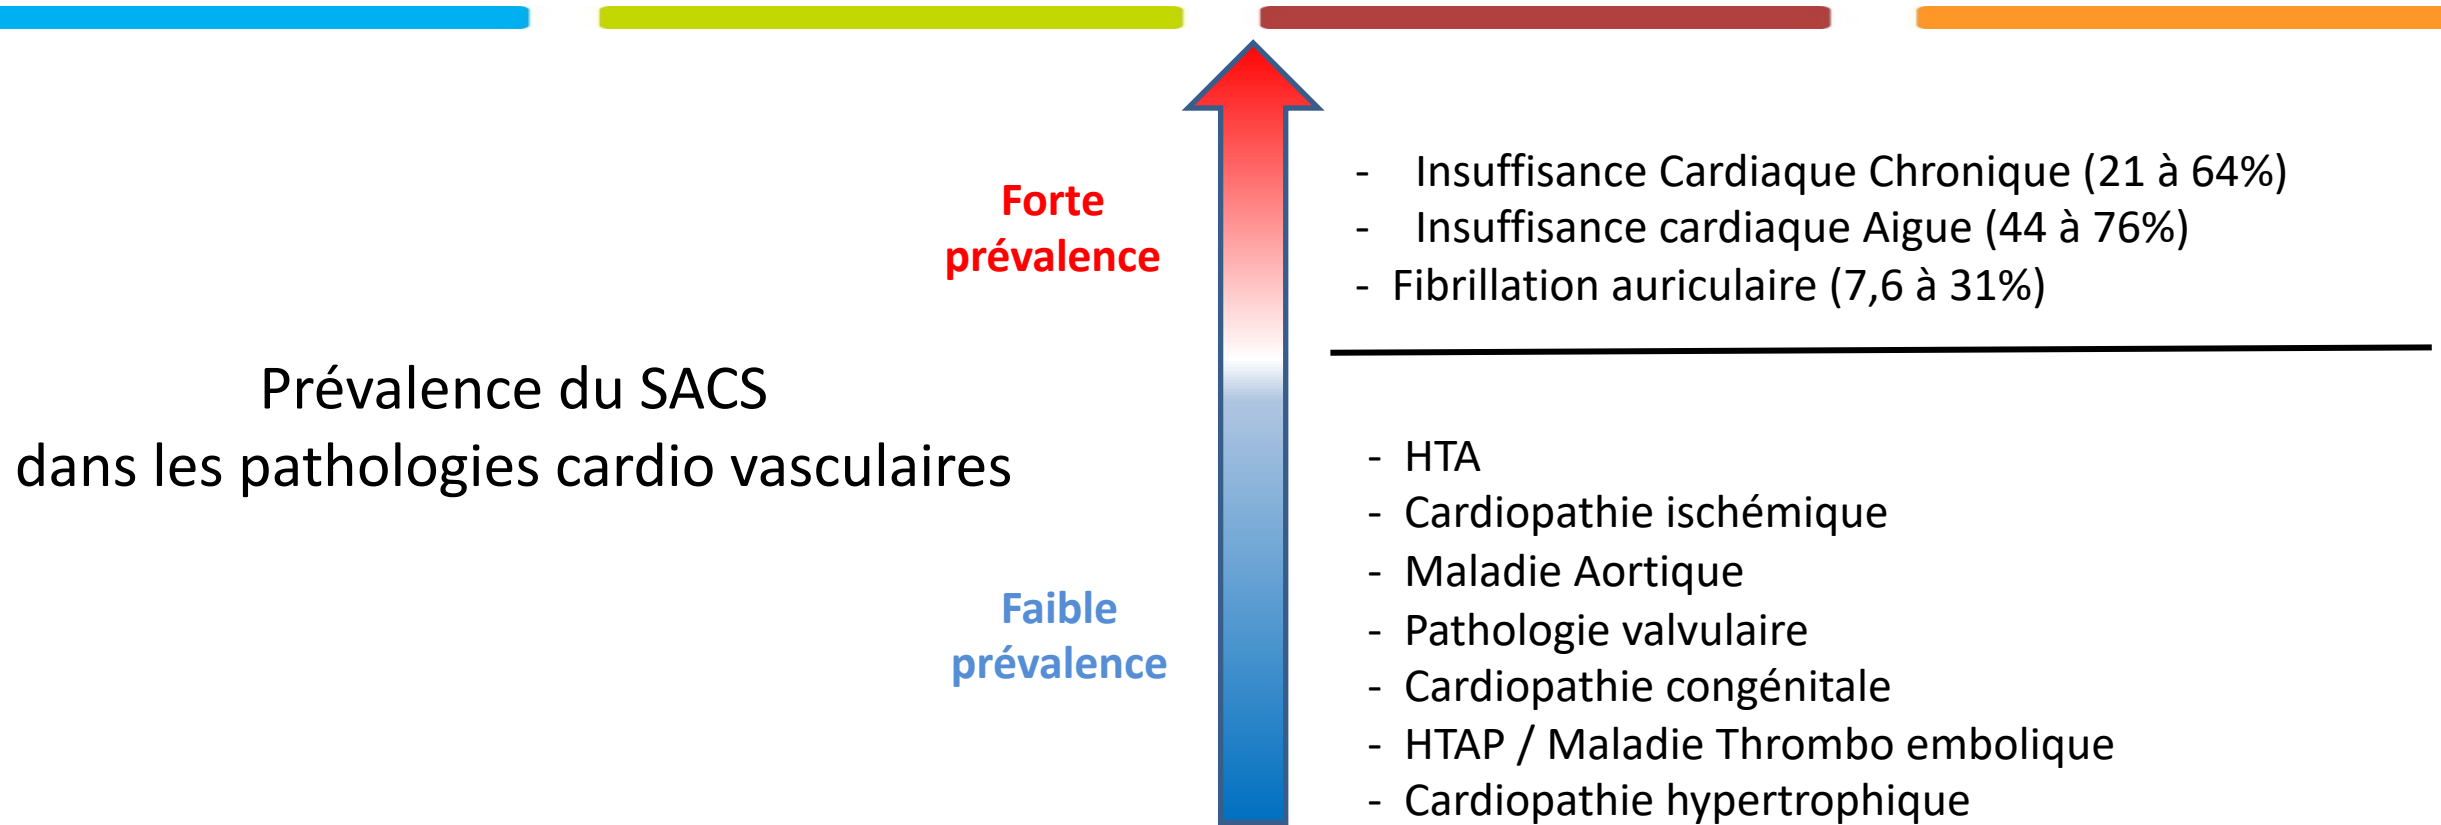 Prévalence du SACS
dans les pathologies cardio vasculaires
Forte
prévalence
- Insuffisance Cardiaque Chronique (21 à 64%)
- Insuffisance cardiaque Aigue (44 à 76%)
- Fibrillation auriculaire (7,6 à 31%)
Faible
prévalence
- HTA
- Cardiopathie ischémique
- Maladie Aortique
- Pathologie valvulaire
- Cardiopathie congénitale
- HTAP / Maladie Thrombo embolique
- Cardiopathie hypertrophique